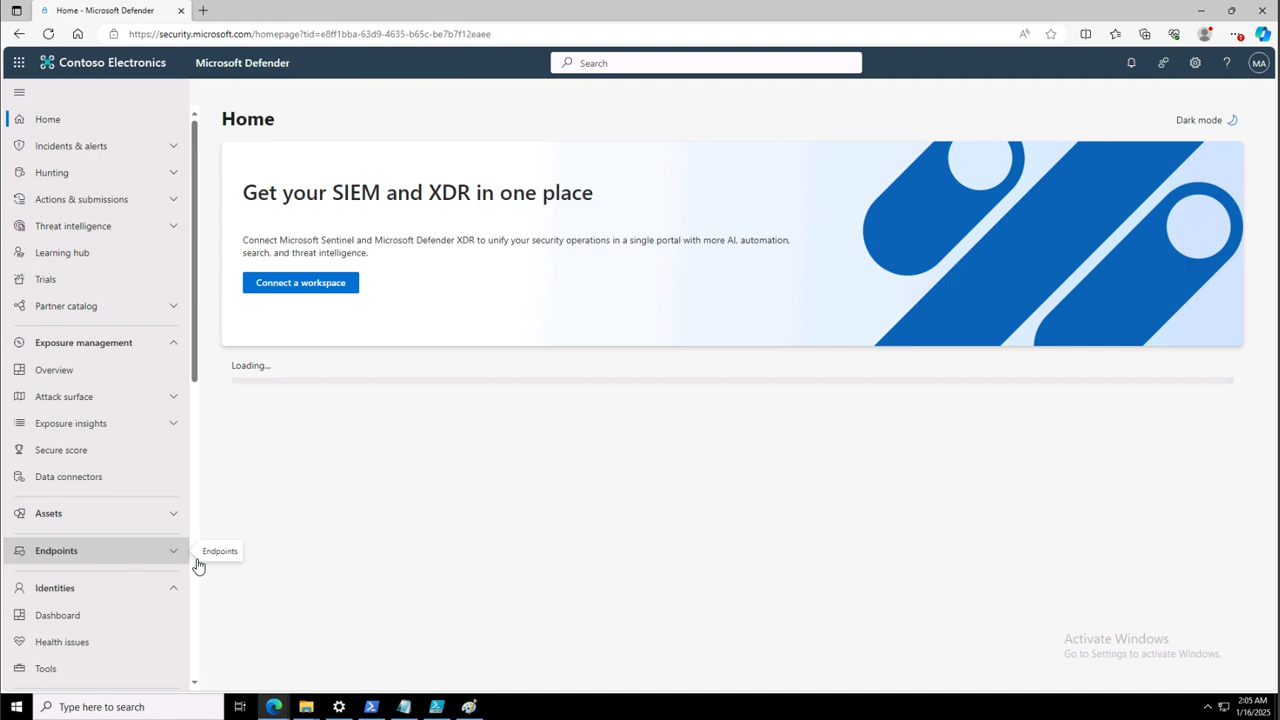 Home - Microsoft Defender
https://security.microsoft.com/homepage?tid=e8ff1bba-63d9-4635-b65c-be7b7f12eaee
Contoso Electronics
Microsoft Defender
Search
MA
Home
Incidents & alerts
Hunting
Actions & submissions
Threat intelligence
Learning hub
Trials
Partner catalog
Exposure management
Overview
Attack surface
Exposure insights
Secure score
Data connectors
Assets
Endpoints
Endpoints
Identities
Dashboard
Health issues
Tools
Home
Dark mode
Get your SIEM and XDR in one place
Connect Microsoft Sentinel and Microsoft Defender XDR to unify your security operations in a single portal with more AI, automation,
search, and threat intelligence.
Connect a workspace
Loading...
Activate Windows
Go to Settings to activate Windows.
Type here to search
2:05 AM
1/16/2025